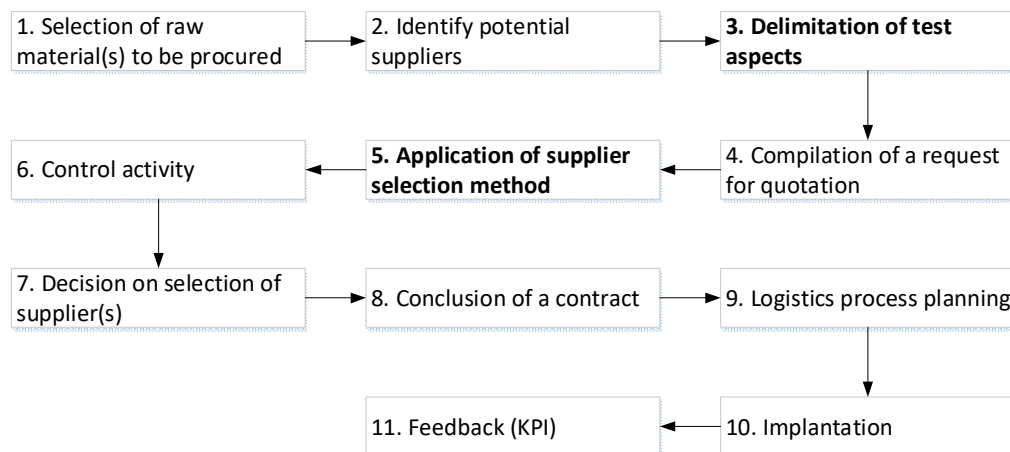 1. Selection of raw
material(s) to be procured
2. Identify potential
suppliers
3. Delimitation of test
aspects
4. Compilation of a request
for quotation
5. Application of supplier
selection method
6. Control activity
7. Decision on selection of
supplier(s)
8. Conclusion of a contract
9. Logistics process planning
10. Implantation
11. Feedback (KPI)